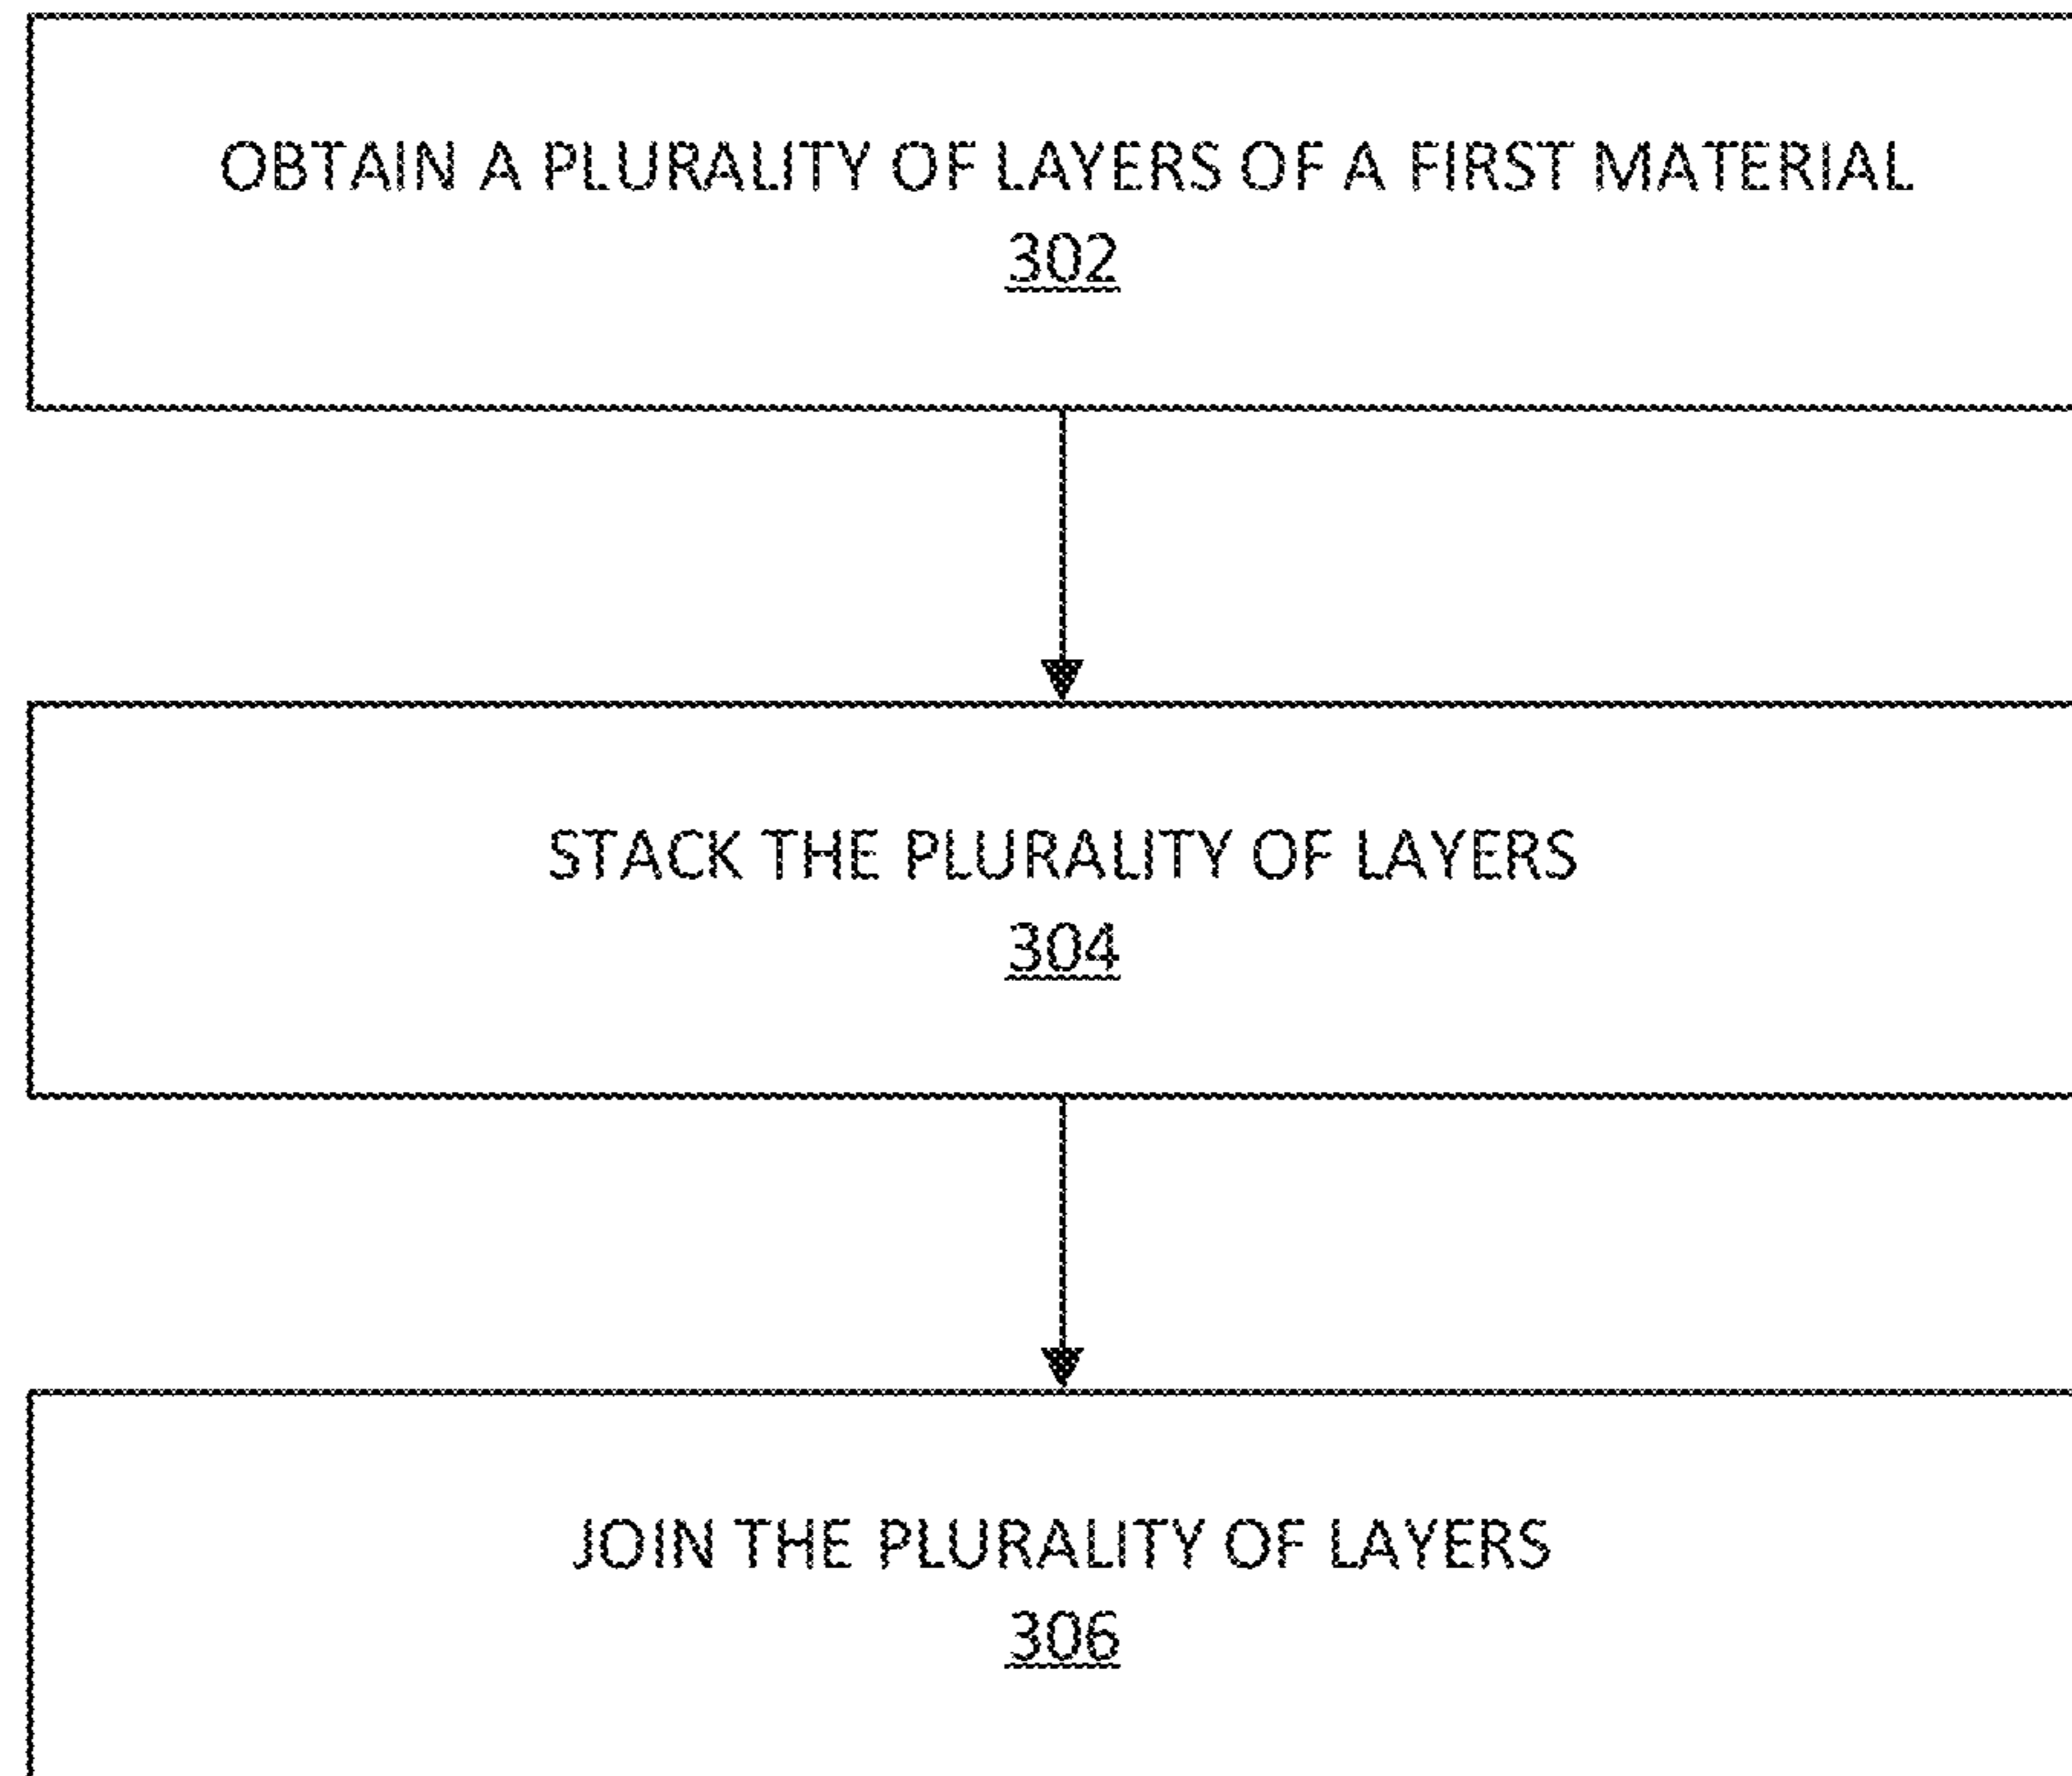 OBTAIN A PLURALITY OF LAYERS OF A FIRST MATERIAL
302
STACK THE PLURALITY OF LAYERS
304
JOIN THE PLURALITY OF LAYERS
306